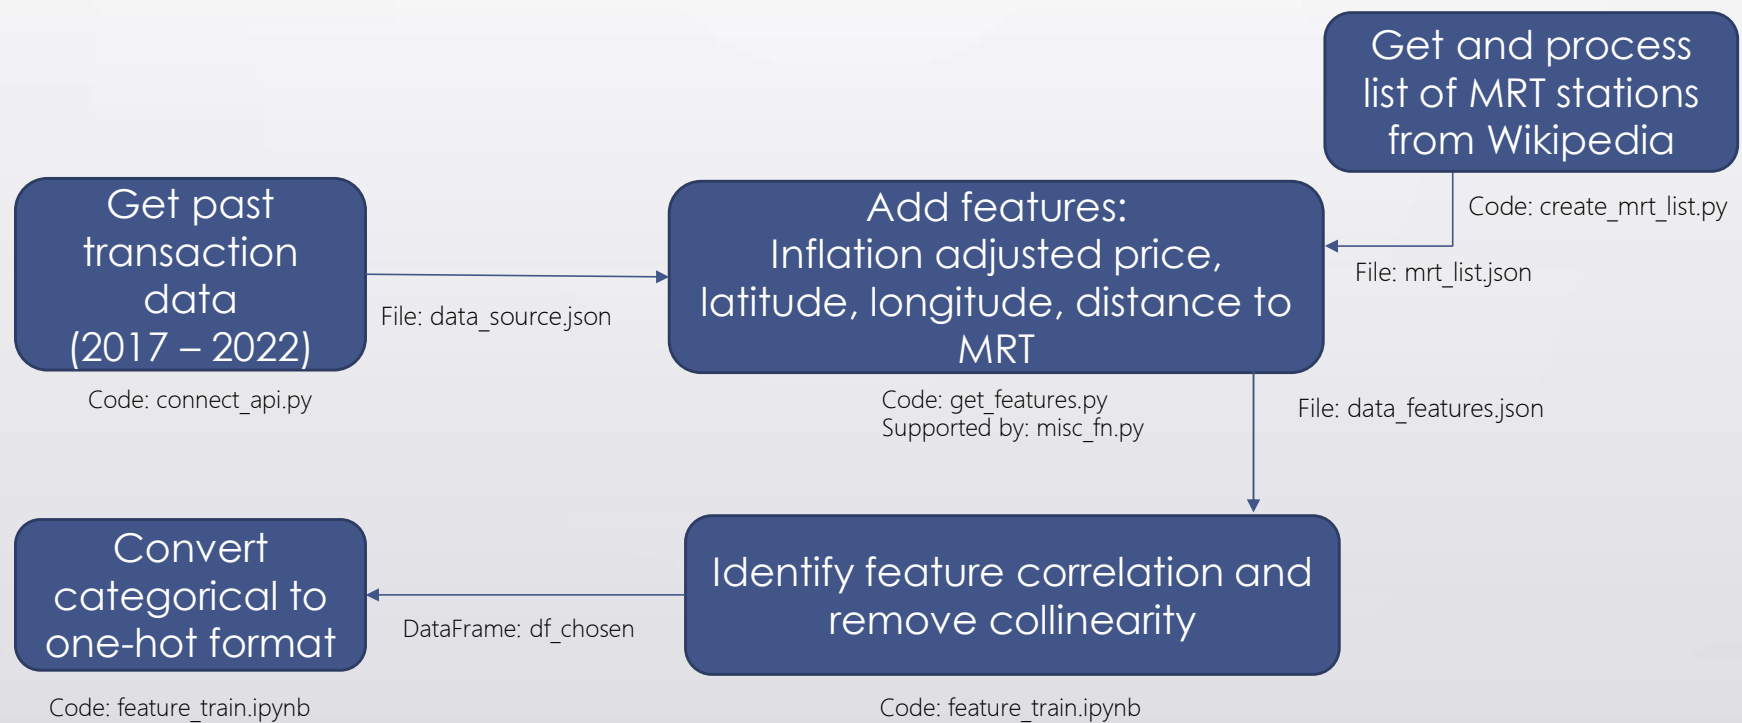 Get and process
list of MRT stations
from Wikipedia
Code: create_mrt_list.py
File: mrt_list.json
Get past
transaction
data
(2017 – 2022)
Code: connect_api.py
File: data_source.json
Add features:
Inflation adjusted price,
latitude, longitude, distance to
MRT
Code: get_features.py
Supported by: misc_fn.py
File: data_features.json
Identify feature correlation and
remove collinearity
Code: feature_train.ipynb
DataFrame: df_chosen
Convert
categorical to
one-hot format
Code: feature_train.ipynb